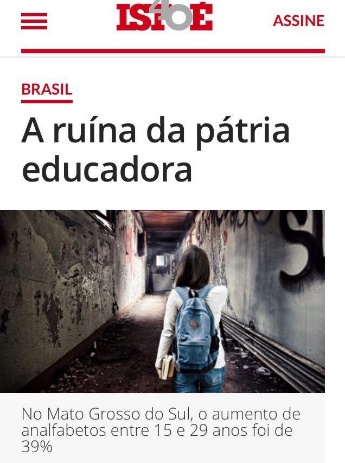 ISTOÉ
ASSINE
BRASIL
A ruína da pátria
educadora
No Mato Grosso do Sul, o aumento de
analfabetos entre 15 e 29 anos foi de
39%